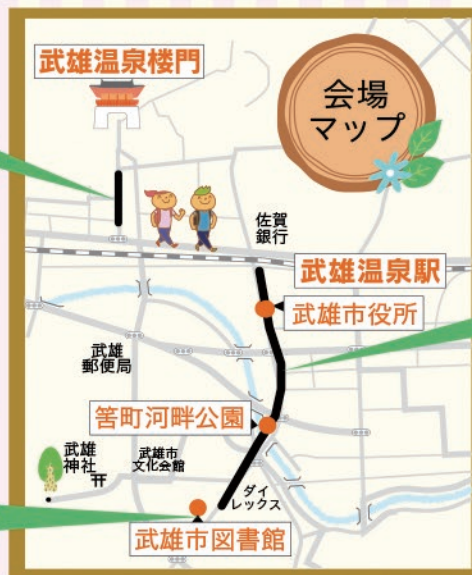 武雄温泉楼門
会場
マップ
佐賀
銀行
武雄温泉駅
武雄市役所
武雄
郵便局
筈町河畔公園
武雄
神社
武雄市
文化会館
ダイ
レックス
武雄市図書館